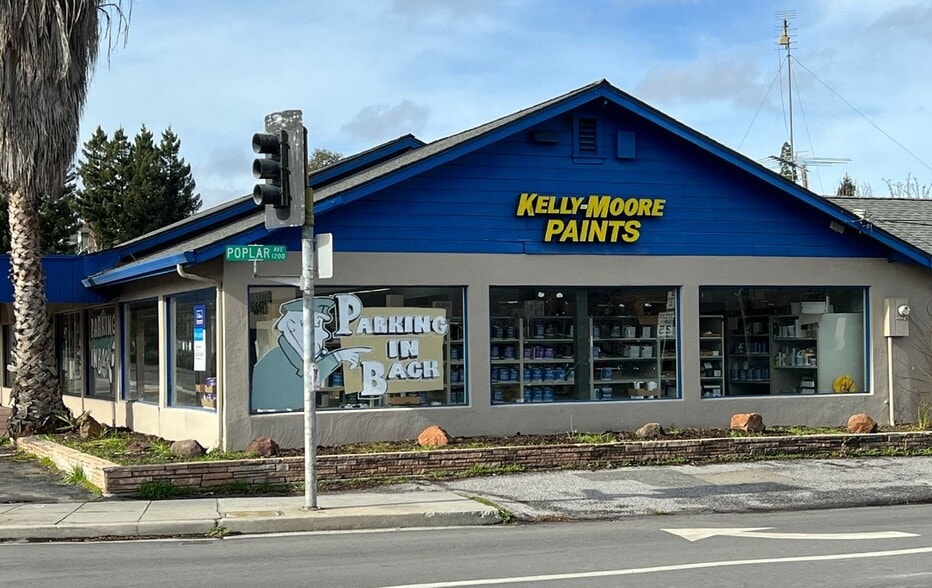 KELLY-MOORE
PAINTS
POPLAR AVE
1200
PARKING
IN
BACK